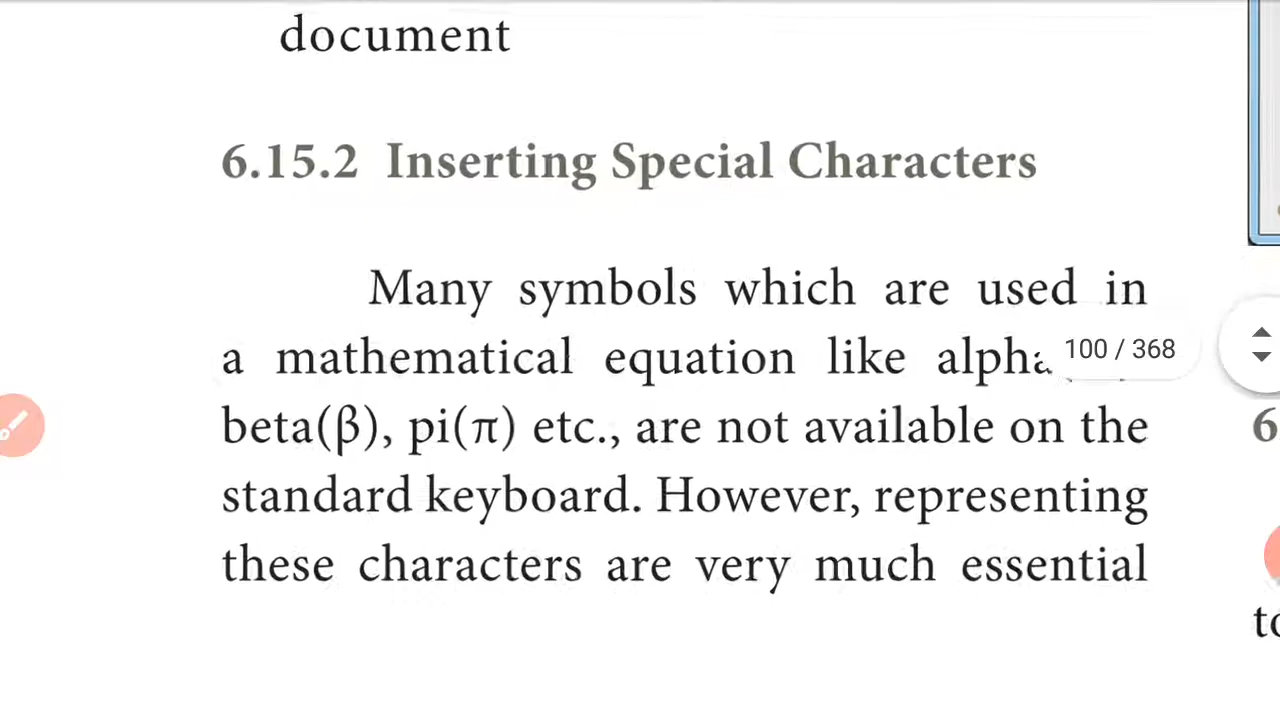 document
6.15.2 Inserting Special Characters
Many symbols which are used in
a mathematical equation like
100 / 368
beta(β), pi(π) etc., are not available on the
standard keyboard. However, representing
these characters are very much essential
6